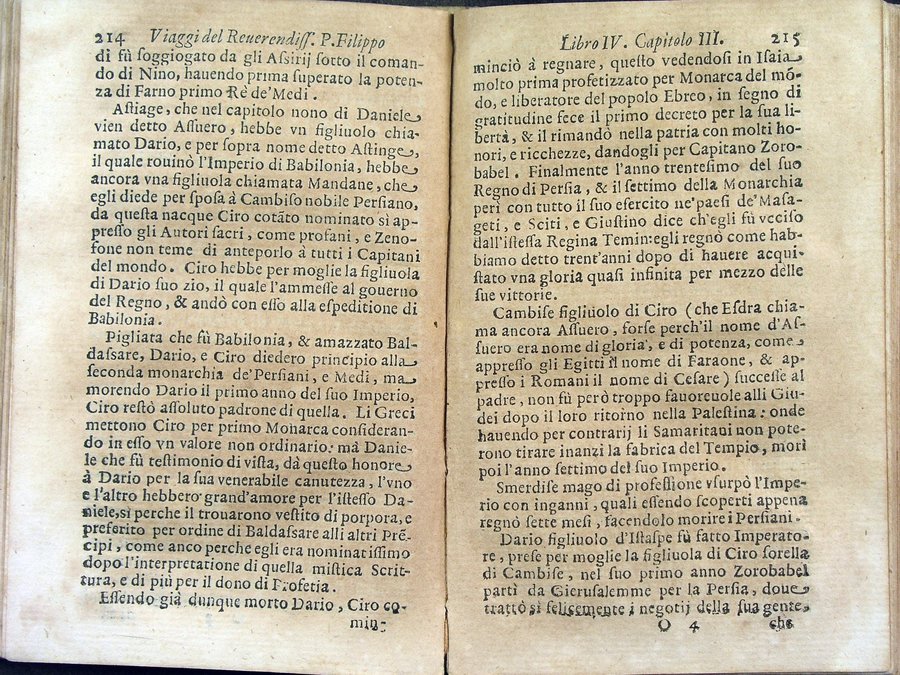 214 Viaggi del Reuerendiſſ. P. Filippo
di fù ſoggiogato da gli Aſſirij ſotto il coman-
do di Nino, hauendo prima ſuperato la poten-
za di Farno primo Rè de'Medi.
Aſtiage, che nel capitolo nono di Daniele
vien detto Aſſuero, hebbe vn figliuolo chia-
mato Dario, e per ſopra nome detto Aſtinge,
il quale rouinò l'Imperio di Babilonia, hebbe
ancora vna figliuola chiamata Mandane, che
egli diede per ſpoſa à Cambiſo nobile Perſiano,
da queſta nacque Ciro cotãto nominato sì ap-
preſſo gli Autori ſacri, come profani, e Zeno-
fone non teme di anteporlo à tutti i Capitani
del mondo. Ciro hebbe per moglie la figliuola
di Dario ſuo zio, il quale l'ammeſſe al gouerno
del Regno, & andò con eſſo alla eſpeditione di
Babilonia.
Pigliata che fù Babilonia, & amazzato Bal-
daſſare, Dario, e Ciro diedero principio alla
ſeconda monarchia de'Perſiani, e Medi, ma
morendo Dario il primo anno del ſuo Imperio,
Ciro reſtò aſſoluto padrone di quella. Li Greci
mettono Ciro per primo Monarca conſideran-
do in eſſo vn valore non ordinario: mà Danie-
le che fù teſtimonio di viſta, dà queſto honore
à Dario per la ſua venerabile canutezza, l'vno
e l'altro hebbero grand'amore per l'iſteſſo Da-
niele, sì perche il trouarono veſtito di porpora, e
preferito per ordine di Baldaſſare alli altri Prẽ-
cipi, come anco perche egli era nominatiſſimo
dopo l'interpretatione di quella miſtica Scrit-
tura, e di più per il dono di Profetia.
Eſſendo già dunque morto Dario, Ciro co-
min-
Libro IV. Capitolo III. 215
minciò à regnare, queſto vedendoſi in Iſaia
molto prima profetizzato per Monarca del mõ-
do, e liberatore del popolo Ebreo, in ſegno di
gratitudine fece il primo decreto per la ſua li-
bertà, & il rimandò nella patria con molti ho-
nori, e ricchezze, dandogli per Capitano Zoro-
babel. Finalmente l'anno trenteſimo del ſuo
Regno di Perſia, & il ſettimo della Monarchia
perì con tutto il ſuo eſercito ne'paeſi de'Maſa-
geti, e Sciti, e Giuſtino dice ch'egli fù vcciſo
dall'iſteſſa Regina Temin: egli regnò come hab-
biamo detto trent'anni dopo di hauere acqui-
ſtato vna gloria quaſi infinita per mezzo delle
ſue vittorie.
Cambiſe figliuolo di Ciro (che Eſdra chia-
ma ancora Aſſuero, forſe perch'il nome d'Aſ-
ſuero era nome di gloria, e di potenza, come
appreſſo gli Egitti il nome di Faraone, & ap-
preſſo i Romani il nome di Ceſare) ſucceſſe al
padre, non fù però troppo fauoreuole alli Giu-
dei dopo il loro ritorno nella Paleſtina: onde
hauendo per contrarij li Samaritani non pote-
rono tirare inanzi la fabrica del Tempio, morì
poi l'anno ſettimo del ſuo Imperio.
Smerdiſe mago di profeſſione vſurpò l'Impe-
rio con inganni, quali eſſendo ſcoperti appena
regnò ſette meſi, facendolo morire i Perſiani.
Dario figliuolo d'Iſtaſpe fù fatto Imperato-
re, preſe per moglie la figliuola di Ciro ſorella
di Cambiſe, nel ſuo primo anno Zorobabel
partì da Gieruſalemme per la Perſia, doue
trattò sì felicemente i negotij della ſua gente,
O 4 che